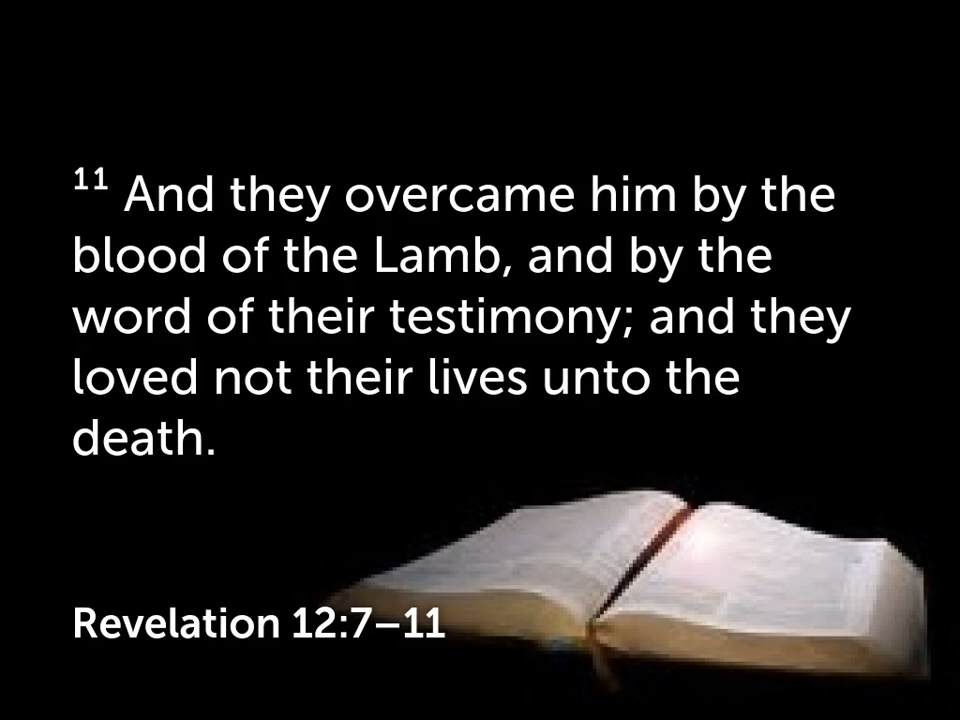 ¹¹ And they overcame him by the
blood of the Lamb, and by the
word of their testimony; and they
loved not their lives unto the
death.
Revelation 12:7–11